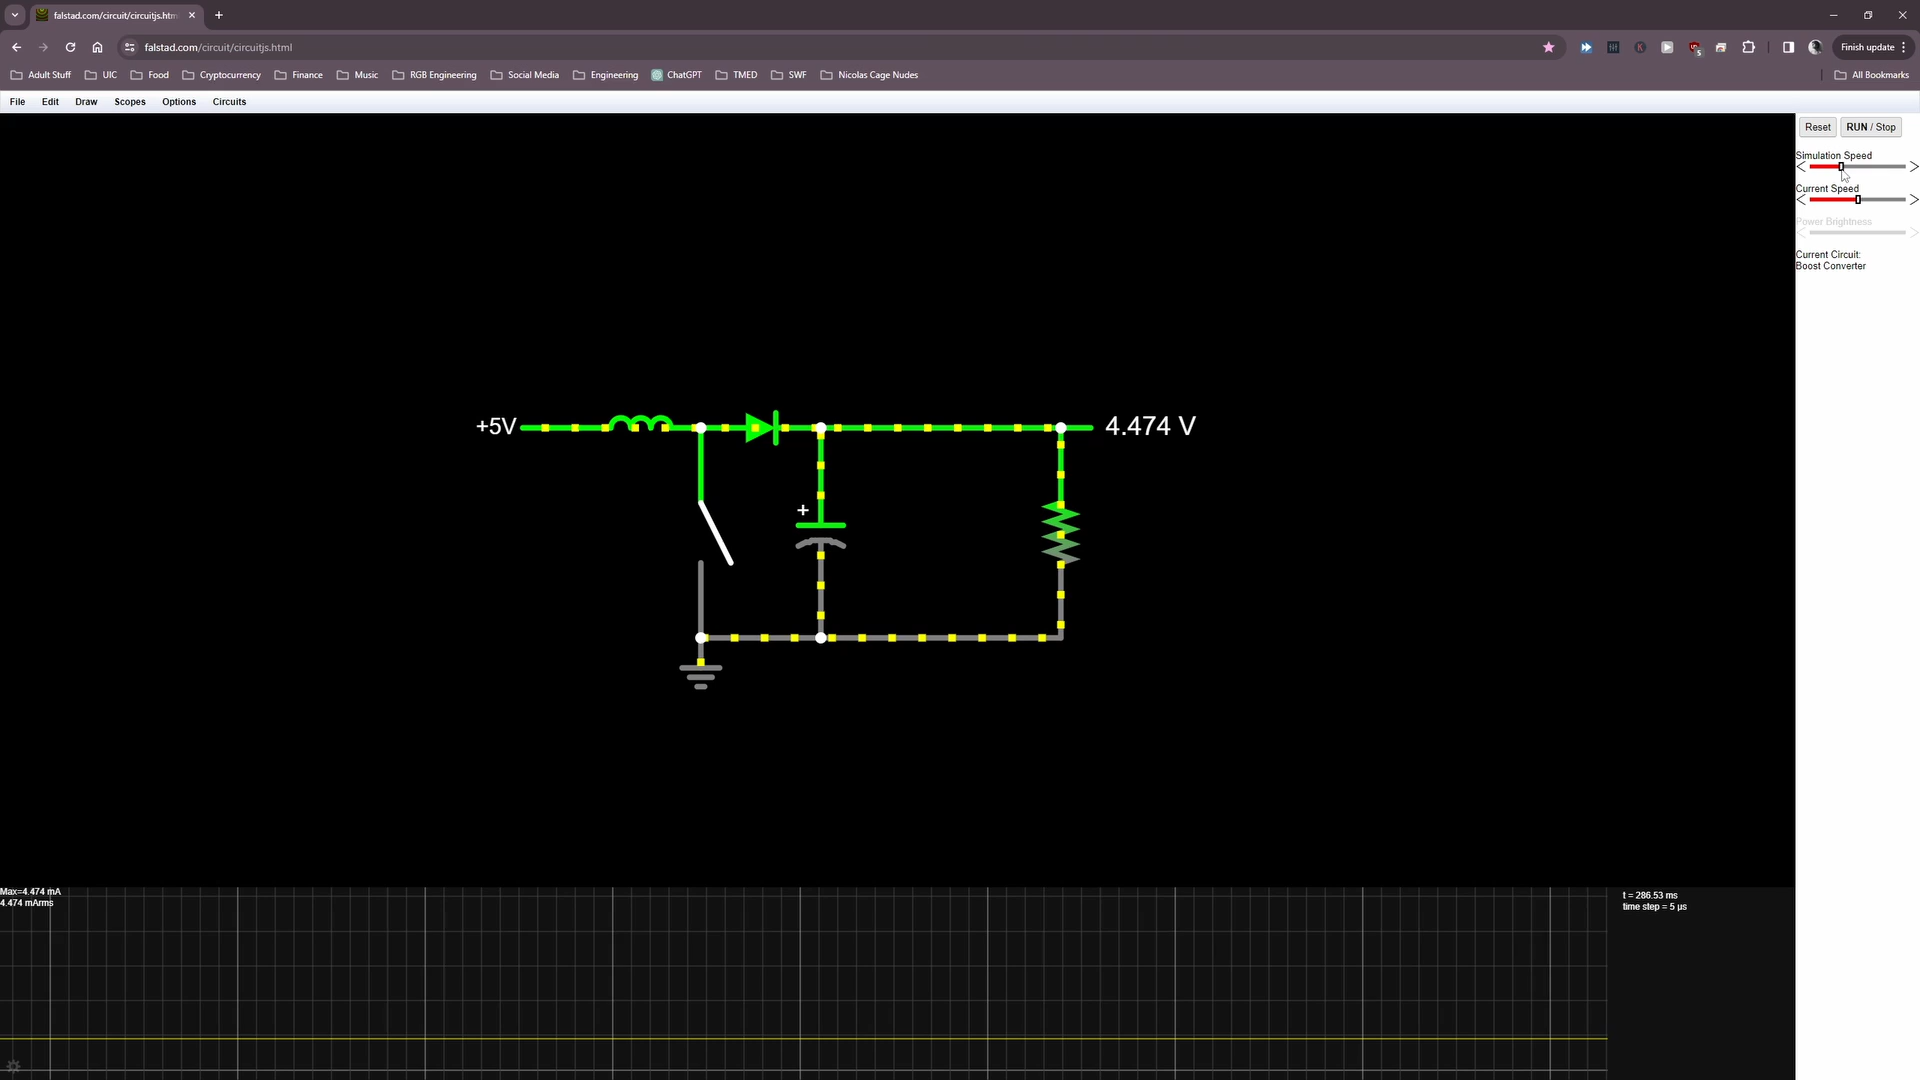 falstad.com/circuit/circuitjs.htm
falstad.com/circuit/circuitjs.html
5
Finish update
Adult Stuff UIC Food Cryptocurrency Finance Music RGB Engineering Social Media Engineering ChatGPT TMED SWF Nicolas Cage Nudes All Bookmarks
File Edit Draw Scopes Options Circuits
Reset RUN / Stop
Simulation Speed
Current Speed
Power Brightness
Current Circuit:
Boost Converter
+5V 4.474 V
+
Max=4.474 mA
4.474 mArms
t = 286.53 ms
time step = 5 µs